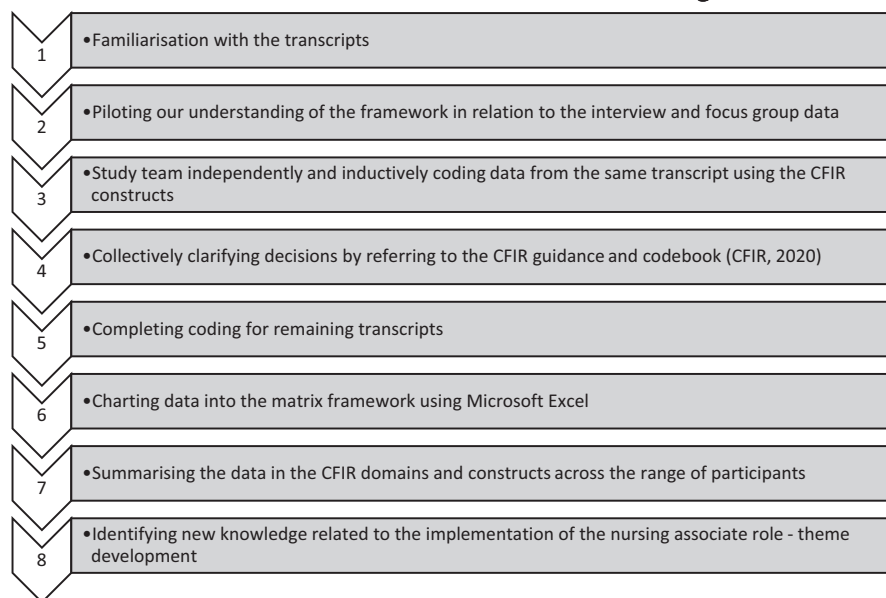 1
•Familiarisation with the transcripts
2
•Piloting our understanding of the framework in relation to the interview and focus group data
3
•Study team independently and inductively coding data from the same transcript using the CFIR
constructs
4
•Collectively clarifying decisions by referring to the CFIR guidance and codebook (CFIR, 2020)
5
•Completing coding for remaining transcripts
6
•Charting data into the matrix framework using Microsoft Excel
7
•Summarising the data in the CFIR domains and constructs across the range of participants
8
•Identifying new knowledge related to the implementation of the nursing associate role - theme
development